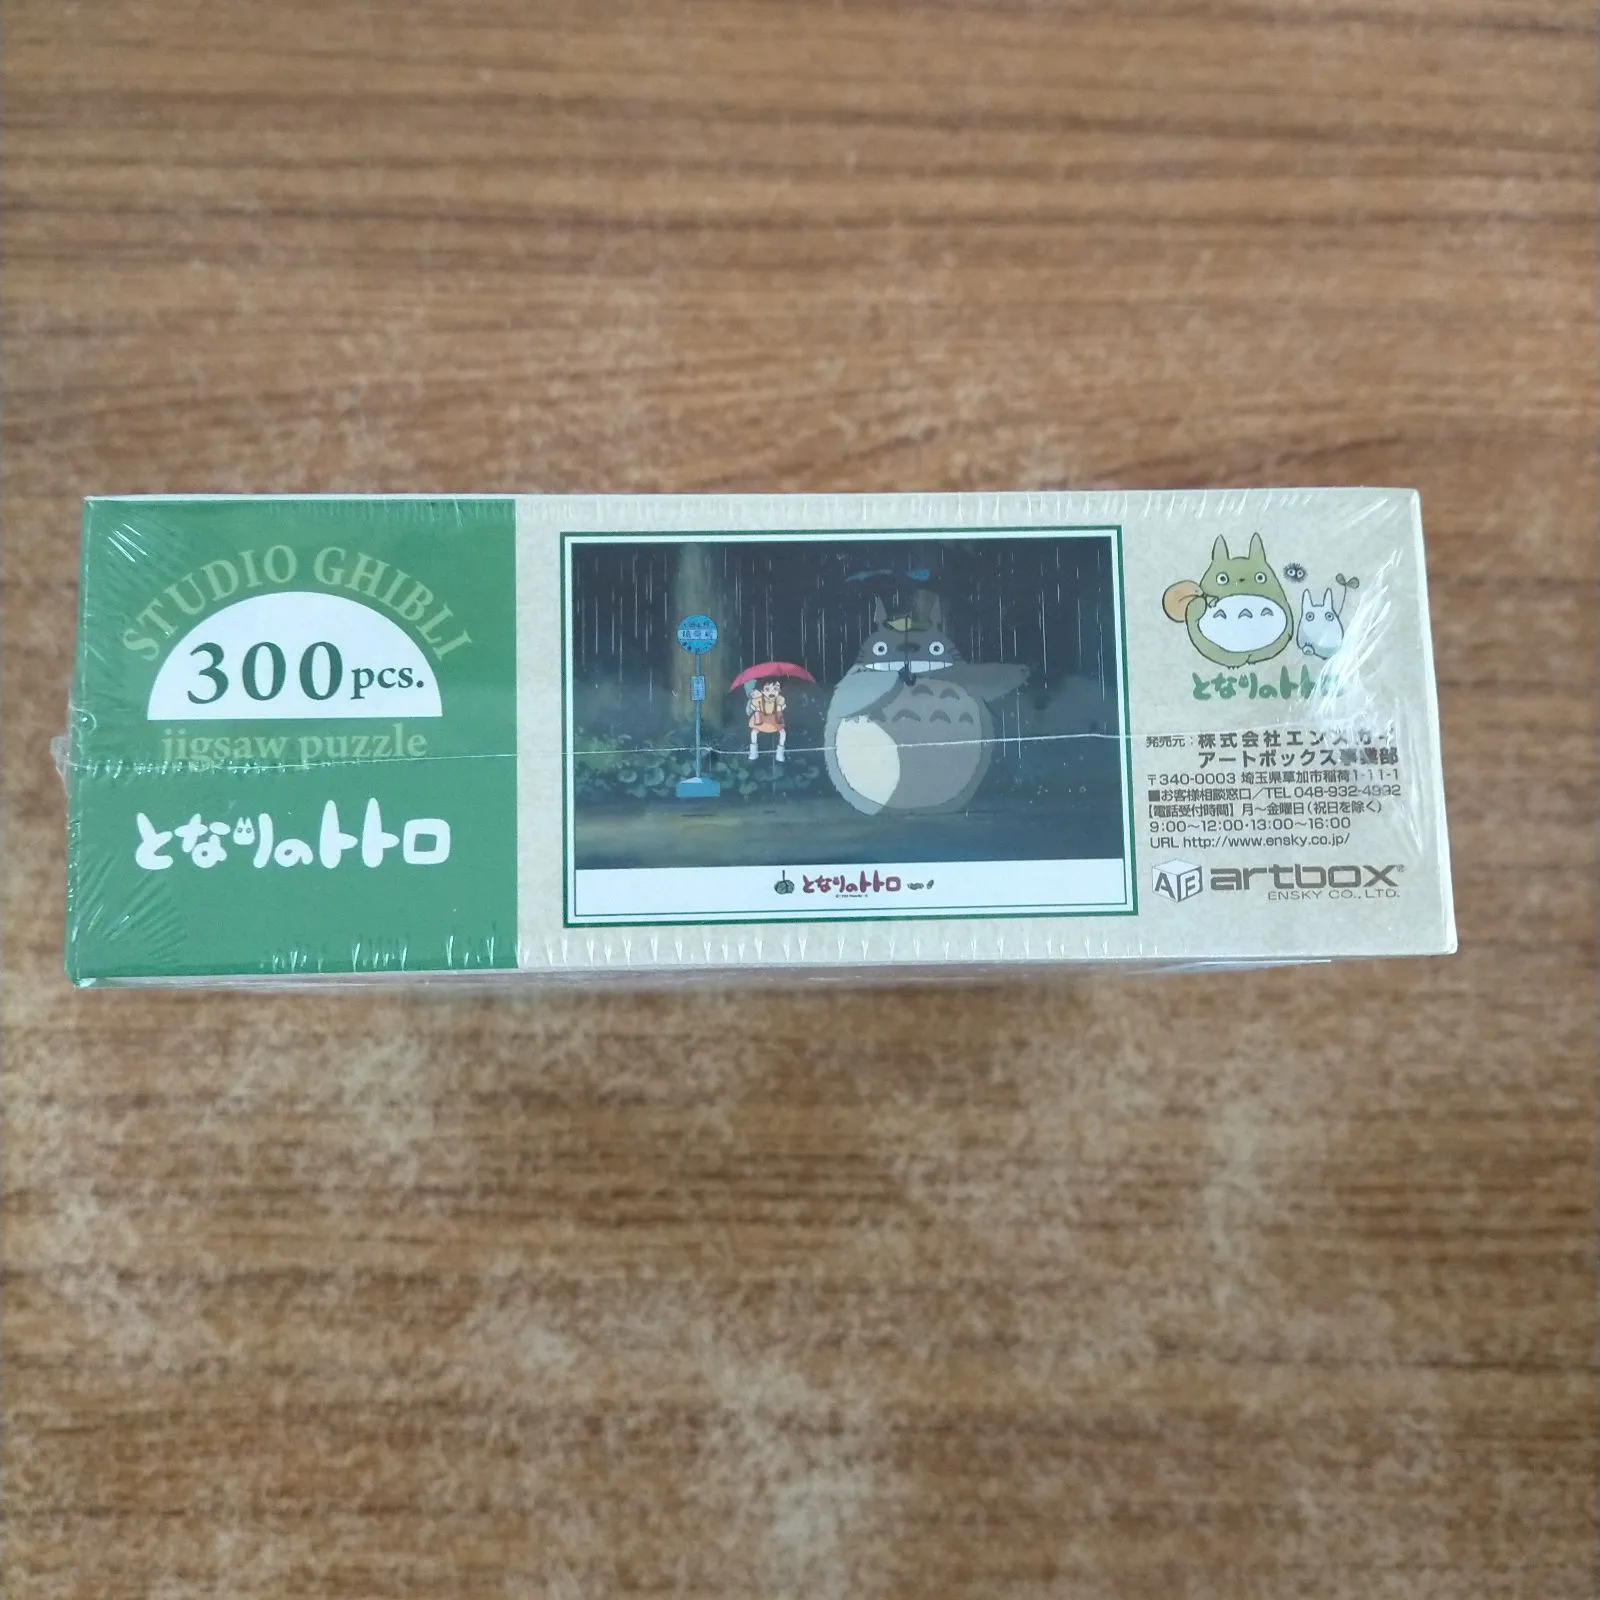 STUDIO GHIBLI
300pcs.
jigsaw puzzle
となりのトトロ
となりのトトロ
となりのトトロ
発売元:株式会社エンスカイ
アートボックス事業部
〒340-0003 埼玉県草加市稲荷1-11-1
■お客様相談窓口/TEL 048-932-4992
【電話受付時間】月~金曜日(祝日を除く)
9:00~12:00・13:00~16:00
URL http://www.ensky.co.jp/
AB artbox®
ENSKY CO., LTD.